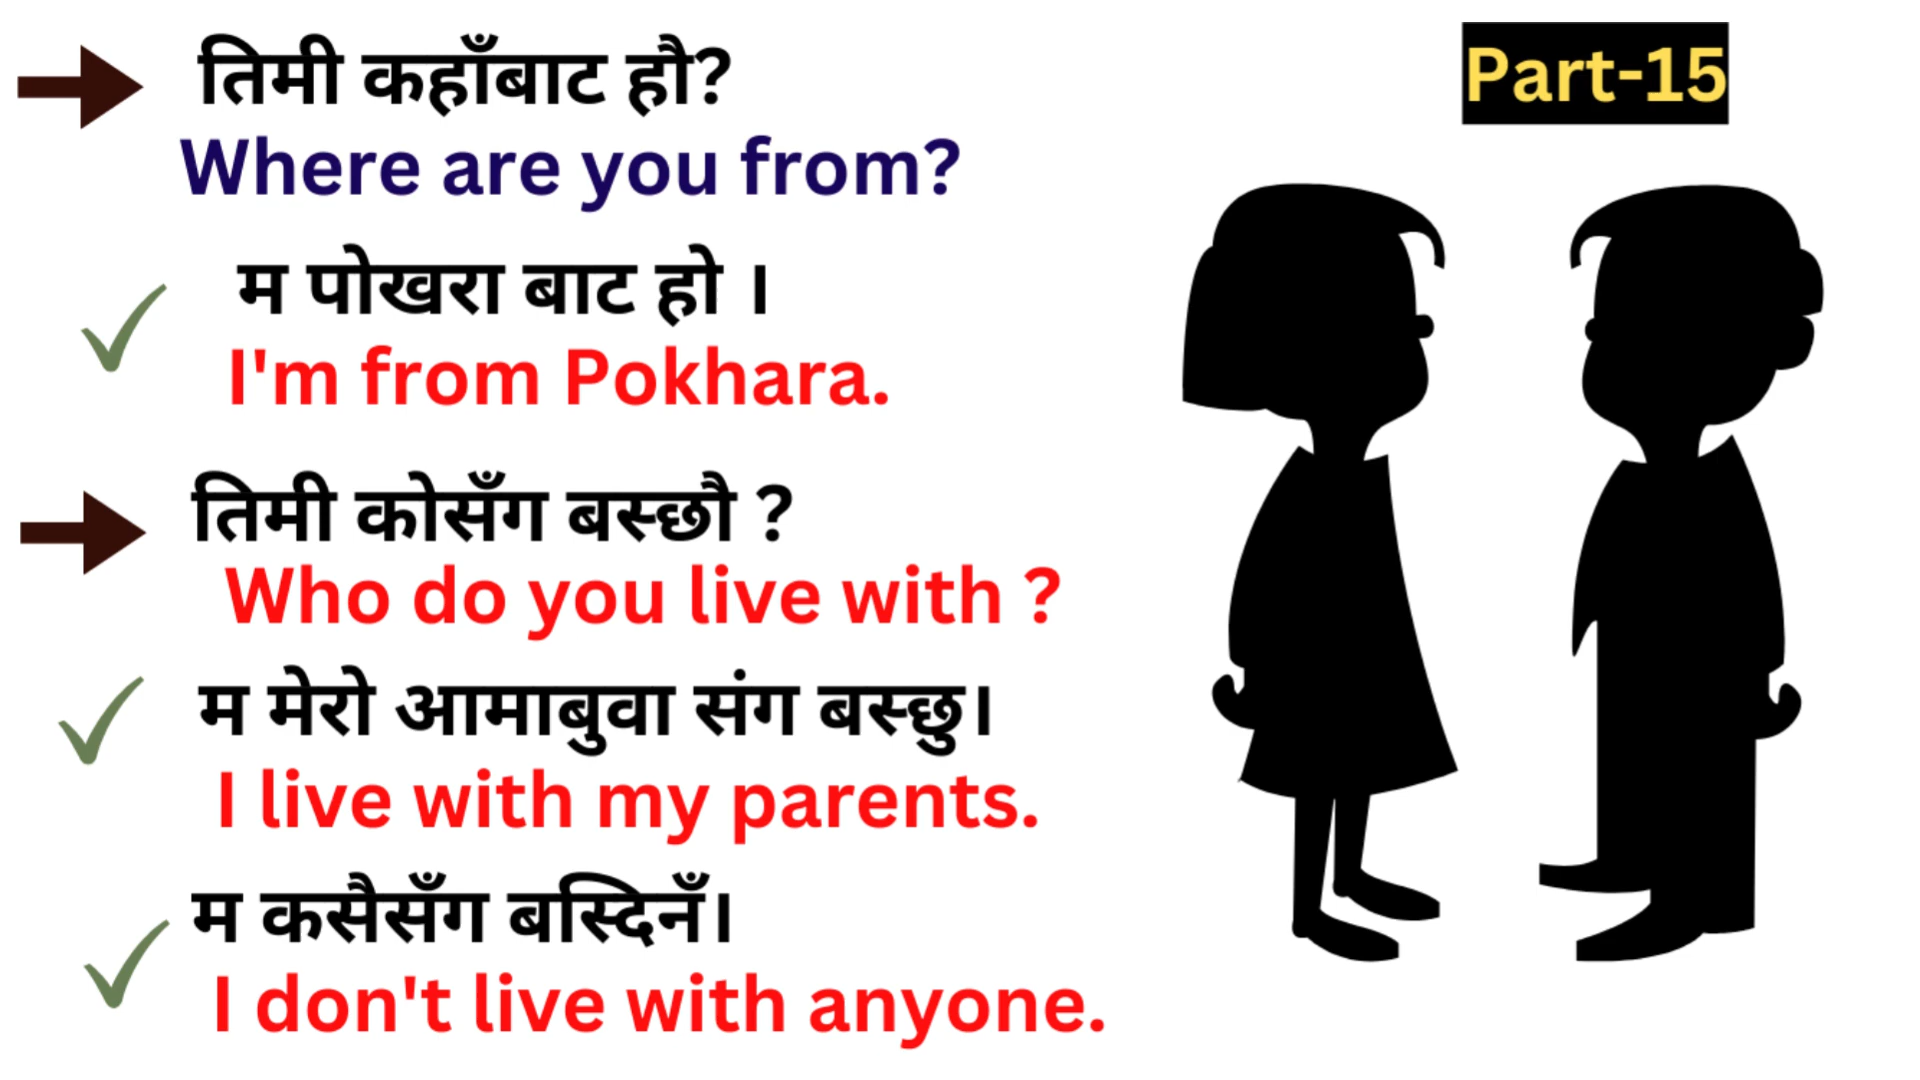 तिमी कहाँबाट हौ?
Part-15
Where are you from?
म पोखरा बाट हो ।
I'm from Pokhara.
तिमी कोसँग बस्छौ ?
Who do you live with ?
म मेरो आमाबुवा संग बस्छु।
I live with my parents.
म कसैसँग बस्दिनँ।
I don't live with anyone.